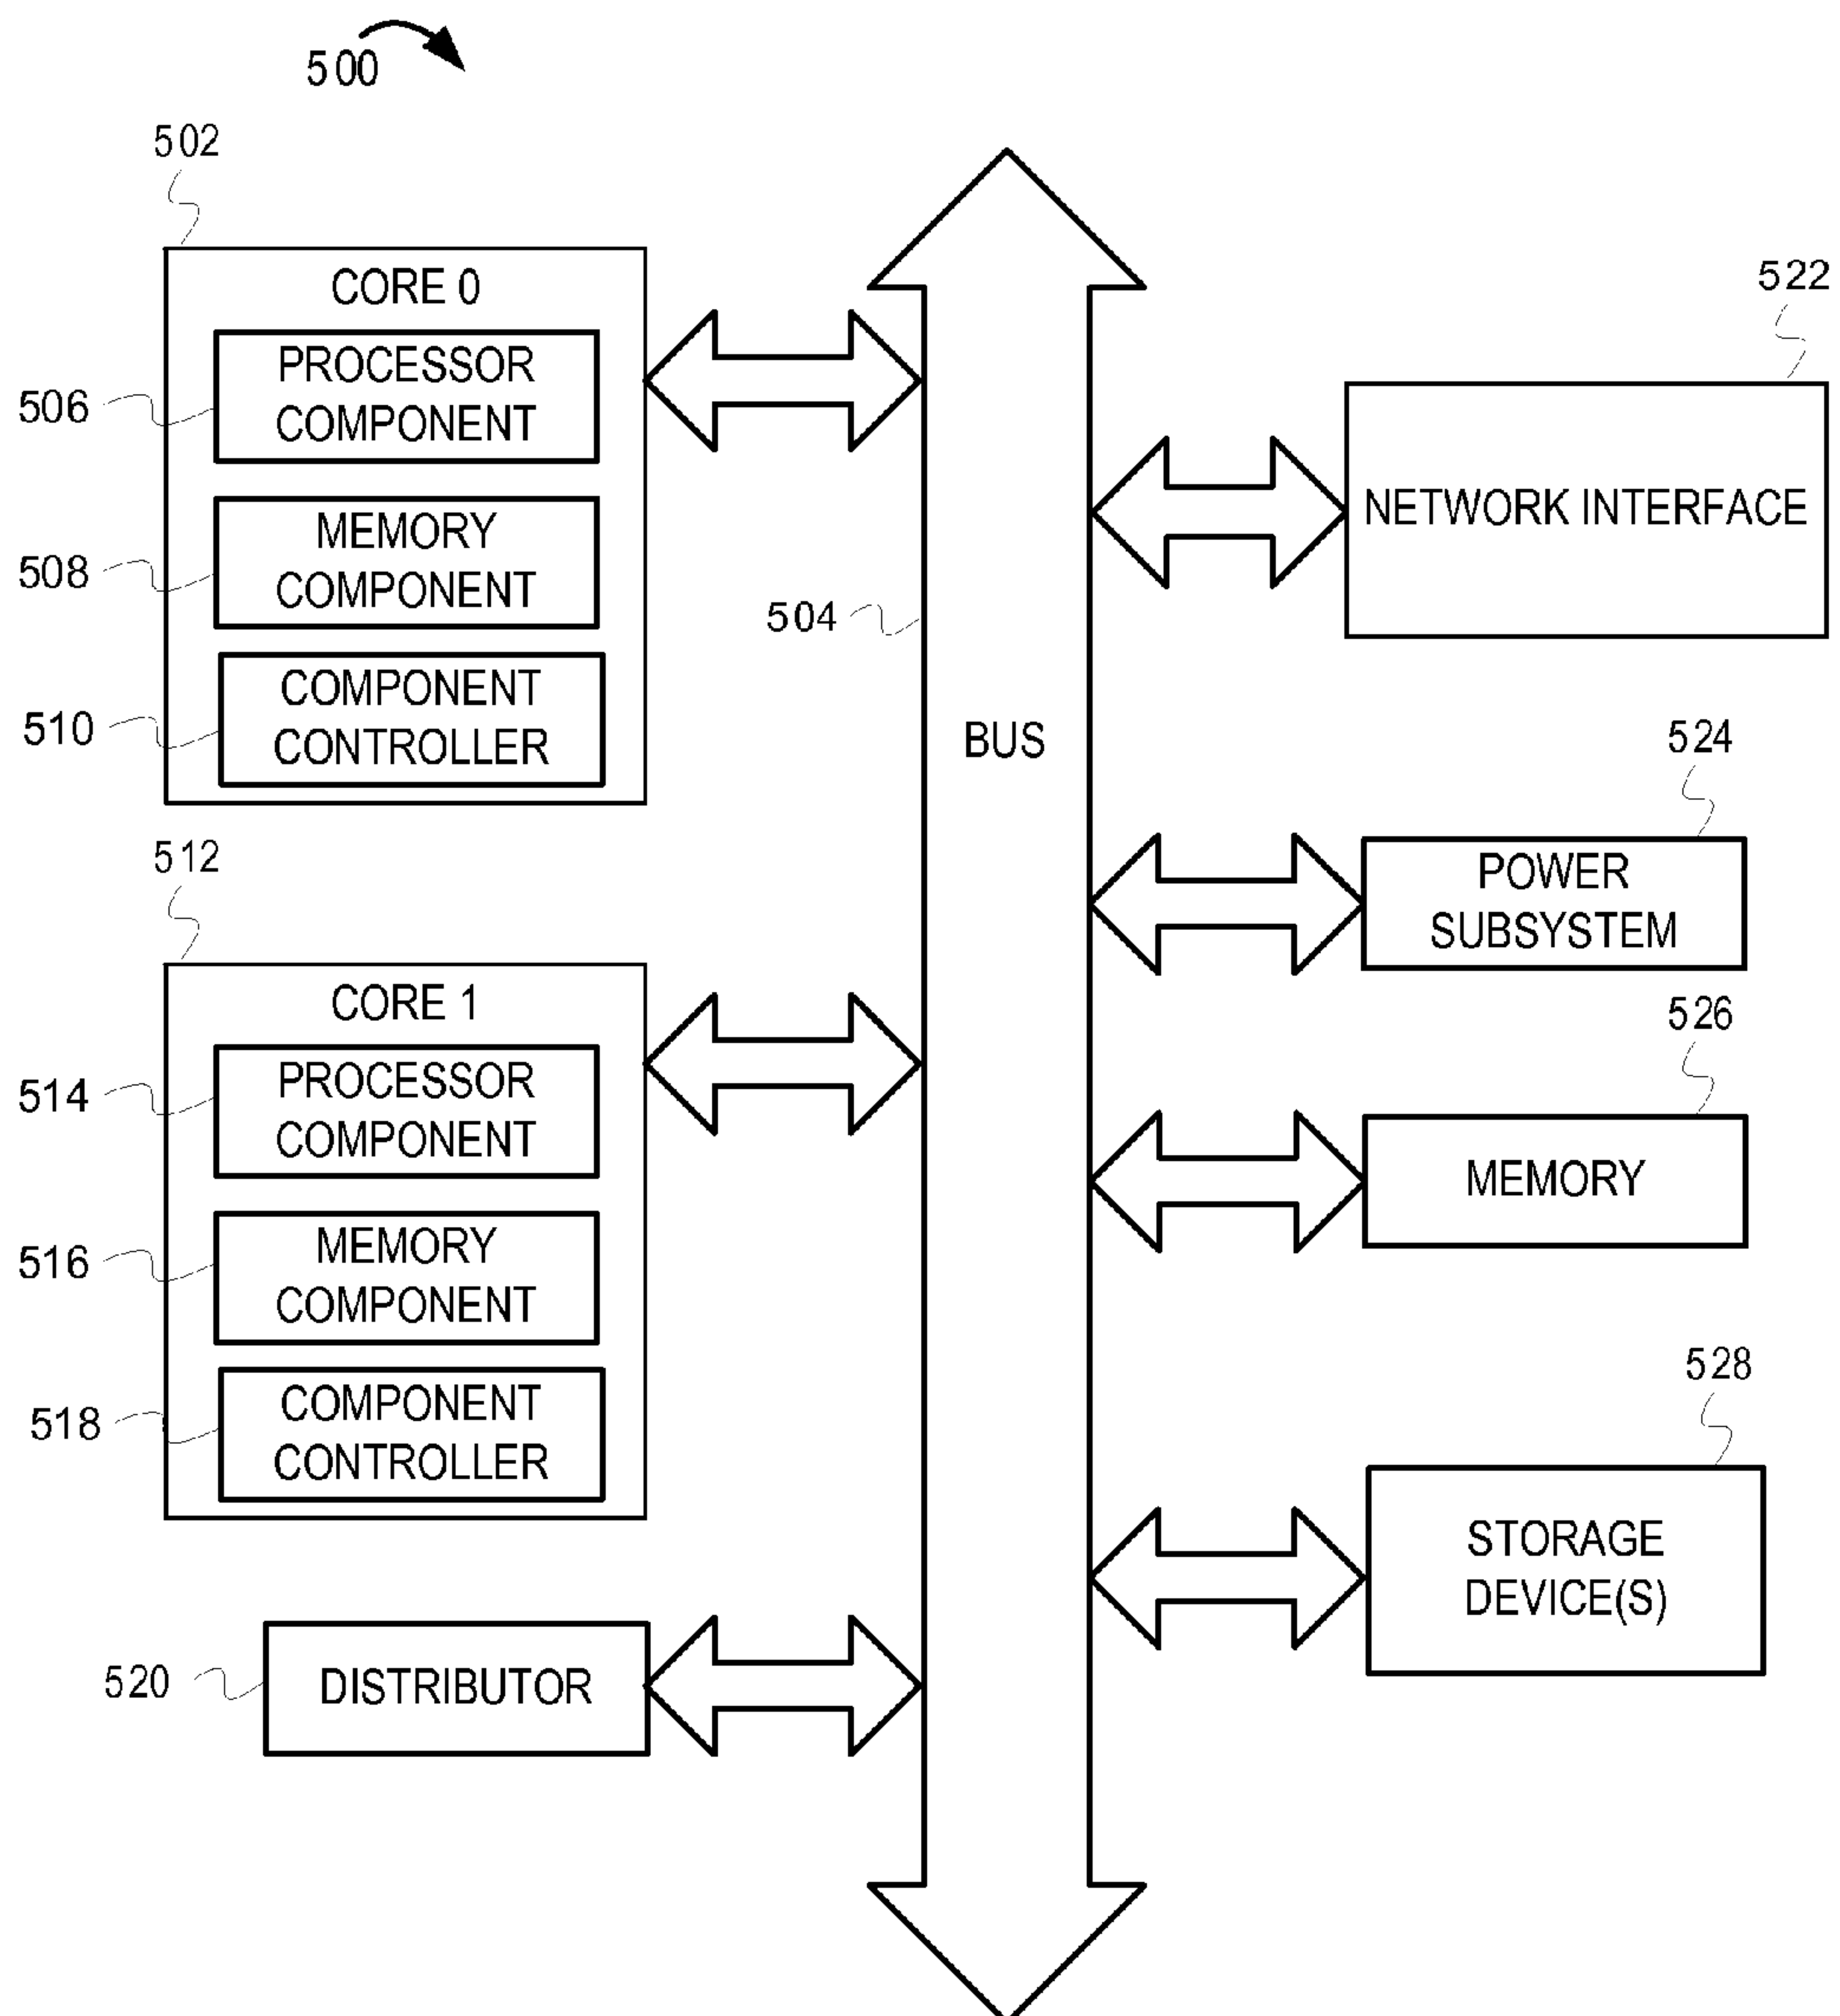 500
502
CORE 0
PROCESSOR
COMPONENT
506
MEMORY
COMPONENT
508
COMPONENT
CONTROLLER
510
512
CORE 1
PROCESSOR
COMPONENT
514
MEMORY
COMPONENT
516
COMPONENT
CONTROLLER
518
DISTRIBUTOR
520
504
BUS
522
NETWORK INTERFACE
524
POWER
SUBSYSTEM
526
MEMORY
528
STORAGE
DEVICE(S)